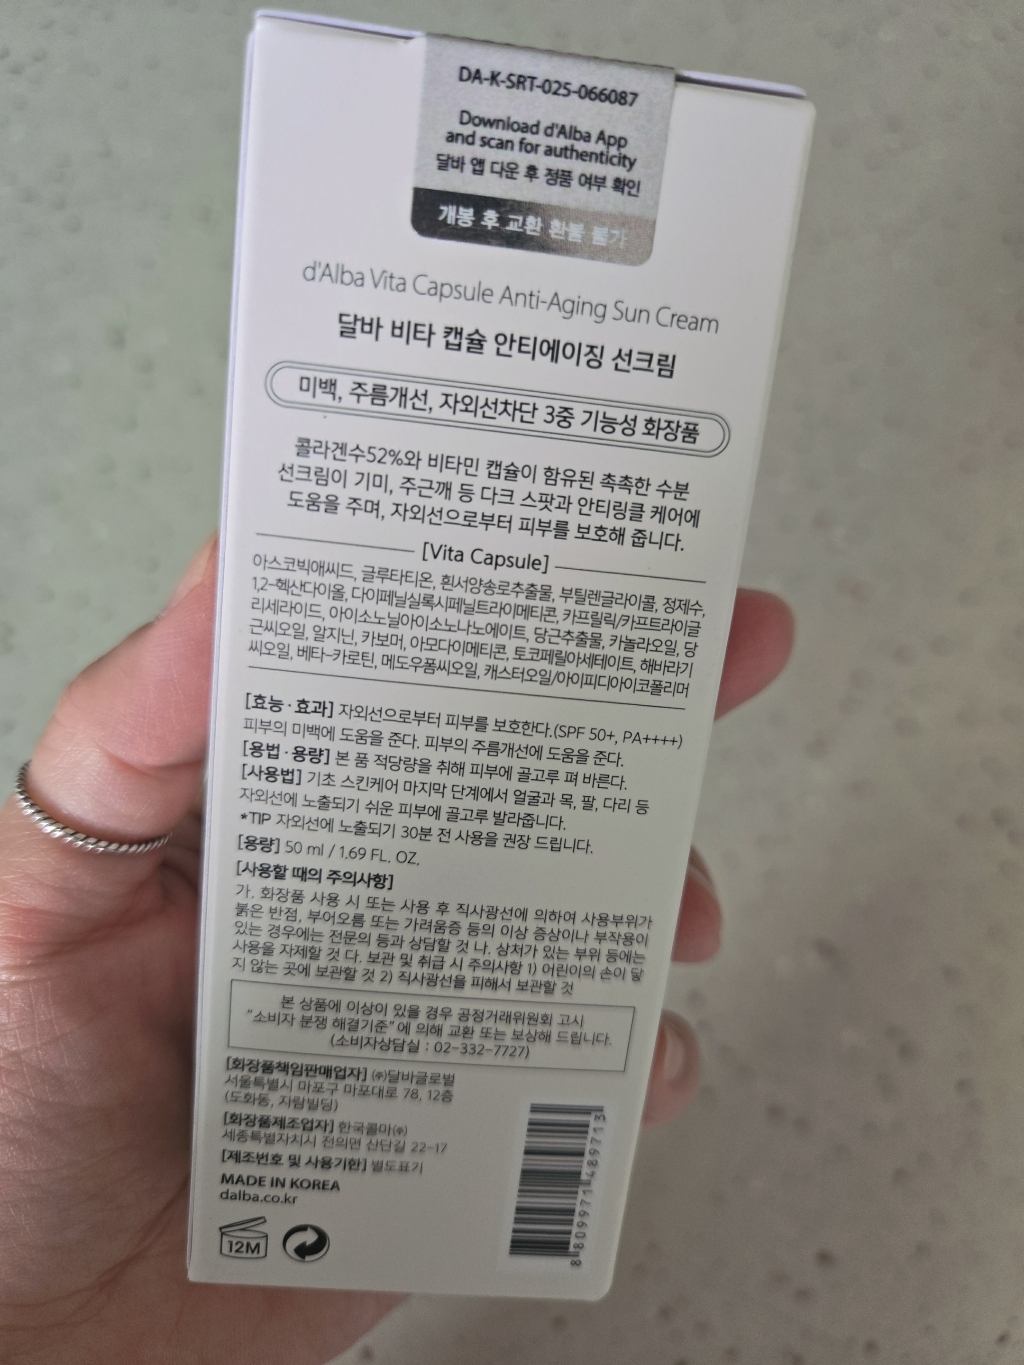 DA-K-SRT-025-066087
Download d'Alba App
and scan for authenticity
달바 앱 다운 후 정품 여부 확인
개봉 후 교환 환불 불가
d'Alba Vita Capsule Anti-Aging Sun Cream
달바 비타 캡슐 안티에이징 선크림
미백, 주름개선, 자외선차단 3중 기능성 화장품
콜라겐수52%와 비타민 캡슐이 함유된 촉촉한 수분
선크림이 기미, 주근깨 등 다크 스팟과 안티링클 케어에
도움을 주며, 자외선으로부터 피부를 보호해 줍니다.
[Vita Capsule]
아스코빅애씨드, 글루타티온, 흰서양송로추출물, 부틸렌글라이콜, 정제수,
1,2-헥산다이올, 다이페닐실록시페닐트라이메티콘, 카프릴릭/카프트라이글
리세라이드, 아이소노닐아이소노나노에이트, 당근추출물, 카놀라오일, 당
근씨오일, 알지닌, 카보머, 아모다이메티콘, 토코페릴아세테이트, 해바라기
씨오일, 베타-카로틴, 메도우폼씨오일, 캐스터오일/아이피디아이코폴리머
[효능·효과] 자외선으로부터 피부를 보호한다.(SPF 50+, PA++++)
피부의 미백에 도움을 준다. 피부의 주름개선에 도움을 준다.
[용법·용량] 본 품 적당량을 취해 피부에 골고루 펴 바른다.
[사용법] 기초 스킨케어 마지막 단계에서 얼굴과 목, 팔, 다리 등
자외선에 노출되기 쉬운 피부에 골고루 발라줍니다.
*TIP 자외선에 노출되기 30분 전 사용을 권장 드립니다.
[용량] 50 ml / 1.69 FL. OZ.
[사용할 때의 주의사항]
가. 화장품 사용 시 또는 사용 후 직사광선에 의하여 사용부위가
붉은 반점, 부어오름 또는 가려움증 등의 이상 증상이나 부작용이
있는 경우에는 전문의 등과 상담할 것 나. 상처가 있는 부위 등에는
사용을 자제할 것 다. 보관 및 취급 시 주의사항 1) 어린이의 손이 닿
지 않는 곳에 보관할 것 2) 직사광선을 피해서 보관할 것
본 상품에 이상이 있을 경우 공정거래위원회 고시
"소비자 분쟁 해결기준"에 의해 교환 또는 보상해 드립니다.
(소비자상담실 : 02-332-7727)
[화장품책임판매업자] ㈜달바글로벌
서울특별시 마포구 마포대로 78, 12층
(도화동, 자람빌딩)
[화장품제조업자] 한국콜마㈜
세종특별자치시 전의면 산단길 22-17
[제조번호 및 사용기한] 별도표기
MADE IN KOREA
dalba.co.kr
12M
8809971489713